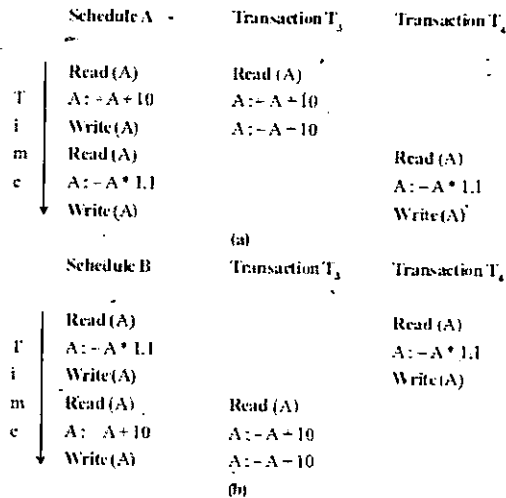 Schedule A - Transaction T3 Transaction T4
Read (A) Read (A)
T A: - A + 10 A: - A + 10
i Write (A) A: - A - 10
m Read (A) Read (A)
e A: - A * 1.1 A: - A * 1.1
Write (A) Write (A)
(a)
Schedule B Transaction T3 Transaction T4
Read (A) Read (A)
T A: - A * 1.1 A: - A * 1.1
i Write (A) Write (A)
m Read (A) Read (A)
e A: A + 10 A: - A + 10
Write (A) A: - A - 10
(b)